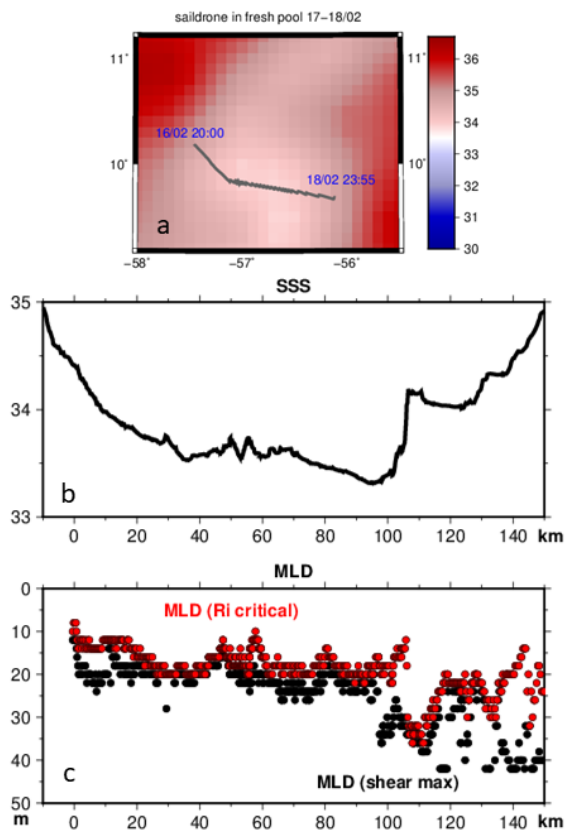 saildrone in fresh pool 17−18/02
11˚
11˚
36
35
34
33
32
31
30
16/02 20:00
10˚
10˚
18/02 23:55
a
−58˚
−57˚
−56˚
SSS
35
34
33
b
0 20 40 60 80 100 120 140 km
MLD
0
10
20
30
40
50
MLD (Ri critical)
MLD (shear max)
c
m 0 20 40 60 80 100 120 140 km